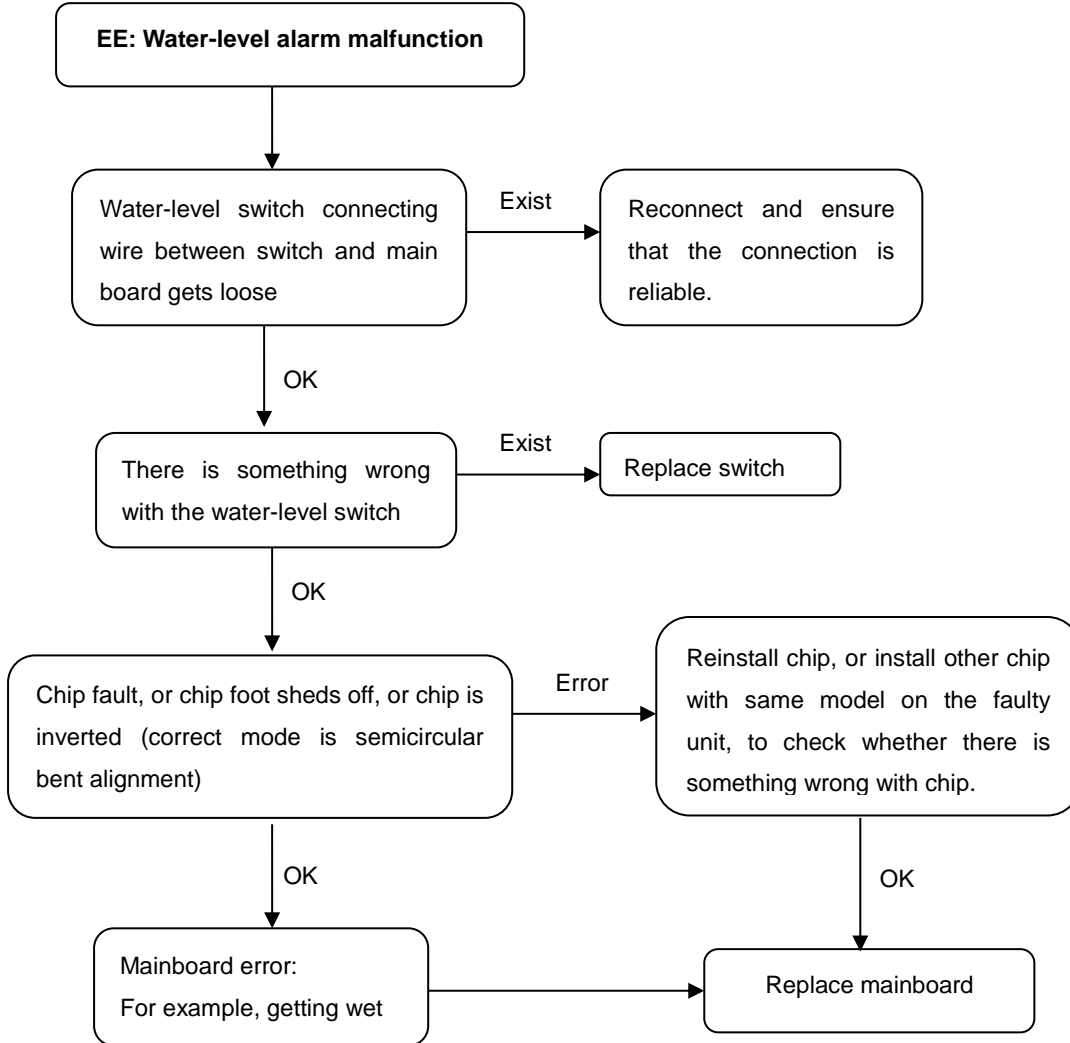 EE: Water-level alarm malfunction
Water-level switch connecting
wire between switch and main
board gets loose
Exist
Reconnect and ensure
that the connection is
reliable.
OK
There is something wrong
with the water-level switch
Exist
Replace switch
OK
Chip fault, or chip foot sheds off, or chip is
inverted (correct mode is semicircular
bent alignment)
Error
Reinstall chip, or install other chip
with same model on the faulty
unit, to check whether there is
something wrong with chip.
OK
OK
Mainboard error:
For example, getting wet
Replace mainboard